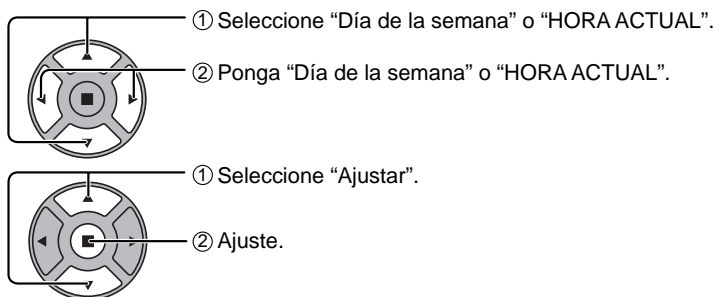 ① Seleccione “Día de la semana” o “HORA ACTUAL”.
② Ponga “Día de la semana” o “HORA ACTUAL”.
① Seleccione “Ajustar”.
② Ajuste.